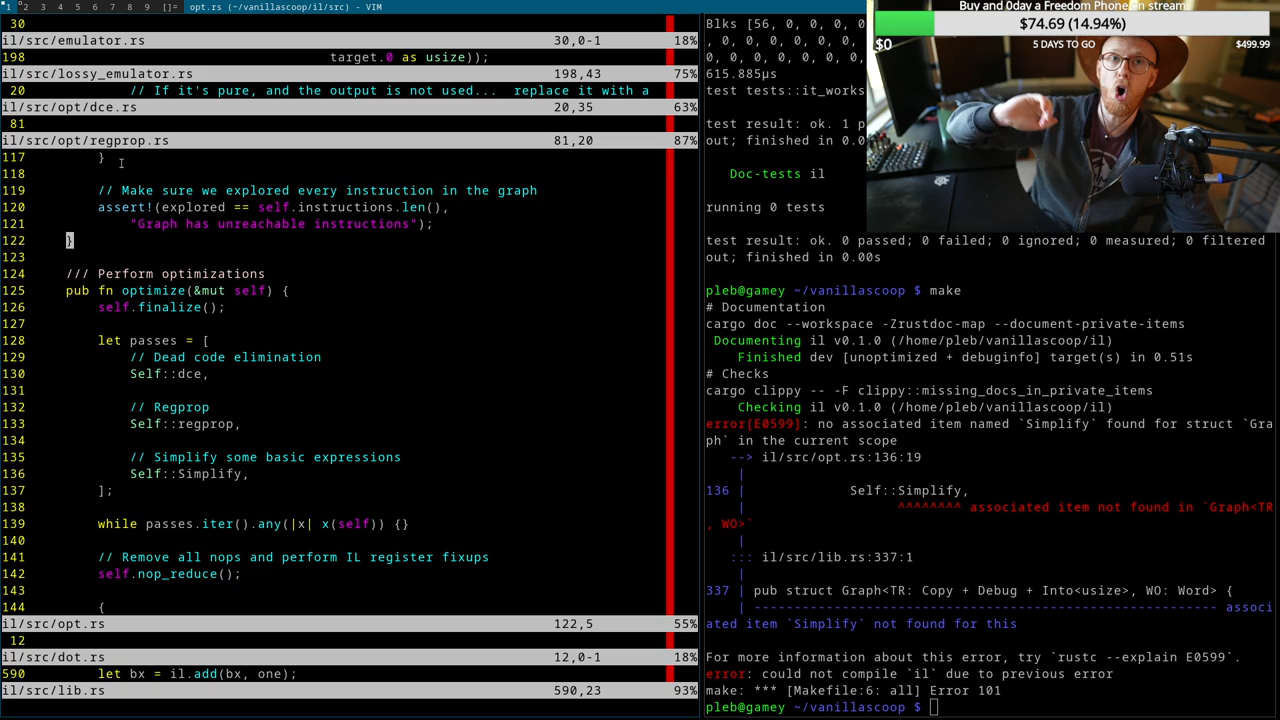 1 2 3 4 5 6 7 8 9 []= opt.rs (~/vanillascoop/il/src) - VIM
30
il/src/emulator.rs 30,0-1 18%
198 target.0 as usize));
il/src/lossy_emulator.rs 198,43 75%
20 // If it's pure, and the output is not used... replace it with a
il/src/opt/dce.rs 20,35 63%
81
il/src/opt/regprop.rs 81,20 87%
117 }
118
119 // Make sure we explored every instruction in the graph
120 assert!(explored == self.instructions.len(),
121 "Graph has unreachable instructions");
122 }
123
124 /// Perform optimizations
125 pub fn optimize(&mut self) {
126 self.finalize();
127
128 let passes = [
129 // Dead code elimination
130 Self::dce,
131
132 // Regprop
133 Self::regprop,
134
135 // Simplify some basic expressions
136 Self::Simplify,
137 ];
138
139 while passes.iter().any(|x| x(self)) {}
140
141 // Remove all nops and perform IL register fixups
142 self.nop_reduce();
143
144 {
il/src/opt.rs 122,5 55%
12
il/src/dot.rs 12,0-1 18%
590 let bx = il.add(bx, one);
il/src/lib.rs 590,23 93%
Blks [56, 0, 0, 0, 0
, 0, 0, 0, 0, 0, 0,
0, 0, 0, 0, 0, 0, 0,
615.885µs
test tests::it_works
test result: ok. 1 p
out; finished in 0.0
Doc-tests il
running 0 tests
test result: ok. 0 passed; 0 failed; 0 ignored; 0 measured; 0 filtered
out; finished in 0.00s
pleb@gamey ~/vanillascoop $ make
# Documentation
cargo doc --workspace -Zrustdoc-map --document-private-items
Documenting il v0.1.0 (/home/pleb/vanillascoop/il)
Finished dev [unoptimized + debuginfo] target(s) in 0.51s
# Checks
cargo clippy -- -F clippy::missing_docs_in_private_items
Checking il v0.1.0 (/home/pleb/vanillascoop/il)
error[E0599]: no associated item named `Simplify` found for struct `Gra
ph` in the current scope
--> il/src/opt.rs:136:19
|
136 | Self::Simplify,
| ^^^^^^^^ associated item not found in `Graph<TR
, WO>`
|
::: il/src/lib.rs:337:1
|
337 | pub struct Graph<TR: Copy + Debug + Into<usize>, WO: Word> {
| ---------------------------------------------------------- associ
ated item `Simplify` not found for this
For more information about this error, try `rustc --explain E0599`.
error: could not compile `il` due to previous error
make: *** [Makefile:6: all] Error 101
pleb@gamey ~/vanillascoop $
Buy and 0day a Freedom Phone on stream
$74.69 (14.94%)
$0 5 DAYS TO GO $499.99